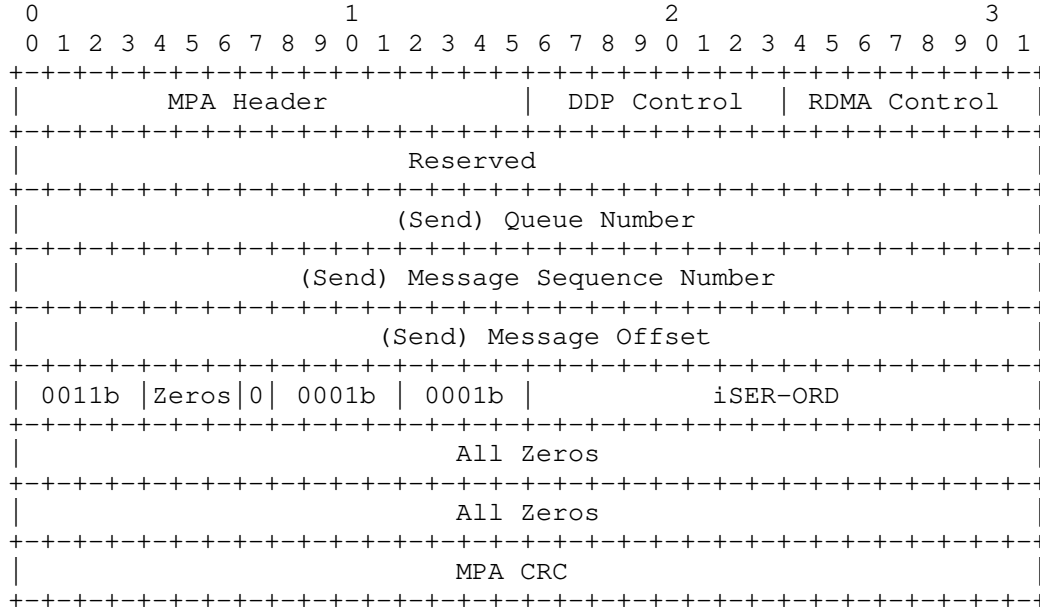 0                   1                   2                   3
0 1 2 3 4 5 6 7 8 9 0 1 2 3 4 5 6 7 8 9 0 1 2 3 4 5 6 7 8 9 0 1
+-+-+-+-+-+-+-+-+-+-+-+-+-+-+-+-+-+-+-+-+-+-+-+-+-+-+-+-+-+-+-+-+
|         MPA Header            |  DDP Control  | RDMA Control  |
+-+-+-+-+-+-+-+-+-+-+-+-+-+-+-+-+-+-+-+-+-+-+-+-+-+-+-+-+-+-+-+-+
|                        Reserved                               |
+-+-+-+-+-+-+-+-+-+-+-+-+-+-+-+-+-+-+-+-+-+-+-+-+-+-+-+-+-+-+-+-+
|                       (Send) Queue Number                     |
+-+-+-+-+-+-+-+-+-+-+-+-+-+-+-+-+-+-+-+-+-+-+-+-+-+-+-+-+-+-+-+-+
|                 (Send) Message Sequence Number                |
+-+-+-+-+-+-+-+-+-+-+-+-+-+-+-+-+-+-+-+-+-+-+-+-+-+-+-+-+-+-+-+-+
|                      (Send) Message Offset                    |
+-+-+-+-+-+-+-+-+-+-+-+-+-+-+-+-+-+-+-+-+-+-+-+-+-+-+-+-+-+-+-+-+
| 0011b |Zeros|0| 0001b | 0001b |           iSER-ORD            |
+-+-+-+-+-+-+-+-+-+-+-+-+-+-+-+-+-+-+-+-+-+-+-+-+-+-+-+-+-+-+-+-+
|                           All Zeros                           |
+-+-+-+-+-+-+-+-+-+-+-+-+-+-+-+-+-+-+-+-+-+-+-+-+-+-+-+-+-+-+-+-+
|                           All Zeros                           |
+-+-+-+-+-+-+-+-+-+-+-+-+-+-+-+-+-+-+-+-+-+-+-+-+-+-+-+-+-+-+-+-+
|                           MPA CRC                             |
+-+-+-+-+-+-+-+-+-+-+-+-+-+-+-+-+-+-+-+-+-+-+-+-+-+-+-+-+-+-+-+-+